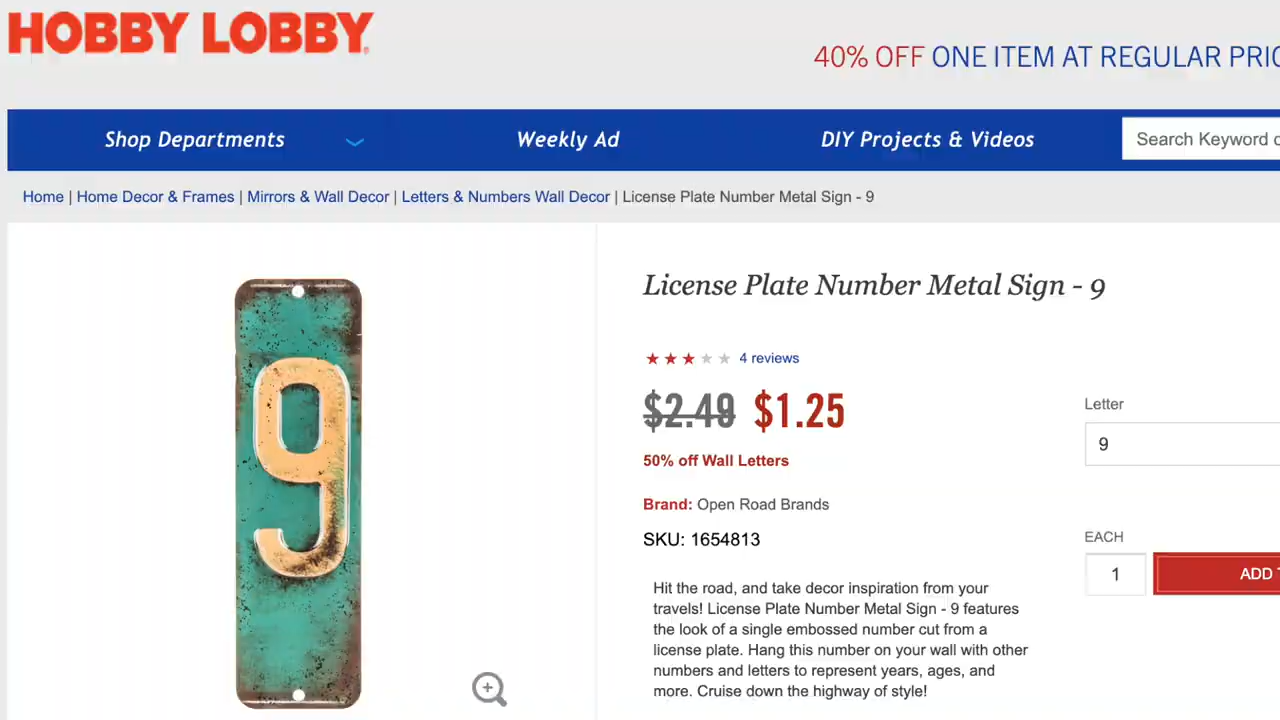 HOBBY LOBBY
40% OFF ONE ITEM AT REGULAR
Shop Departments
Weekly Ad
DIY Projects & Videos
Search Keyword
Home | Home Decor & Frames | Mirrors & Wall Decor | Letters & Numbers Wall Decor | License Plate Number Metal Sign - 9
9
License Plate Number Metal Sign - 9
4 reviews
$2.49 $1.25
50% off Wall Letters
Brand: Open Road Brands
SKU: 1654813
Hit the road, and take decor inspiration from your
travels! License Plate Number Metal Sign - 9 features
the look of a single embossed number cut from a
license plate. Hang this number on your wall with other
numbers and letters to represent years, ages, and
more. Cruise down the highway of style!
Letter
9
EACH
1
ADD